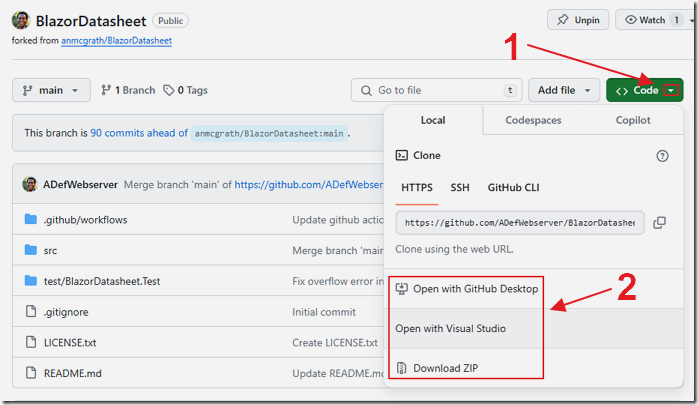 BlazorDatasheet Public
Unpin
Watch 1
forked from anmcgrath/BlazorDatasheet
1
main
1 Branch
0 Tags
Go to file t
Add file
Code
This branch is 90 commits ahead of anmcgrath/BlazorDatasheet:main.
Local
Codespaces
Copilot
Clone
HTTPS
SSH
GitHub CLI
https://github.com/ADefWebserver/BlazorDatashee
Clone using the web URL.
Open with GitHub Desktop
Open with Visual Studio
Download ZIP
2
ADefWebserver Merge branch 'main' of https://github.com/ADefWebser
.github/workflows Update github actic
src Merge branch 'main'
test/BlazorDatasheet.Test Fix overflow error in
.gitignore Initial commit
LICENSE.txt Create LICENSE.txt
README.md Update README.m